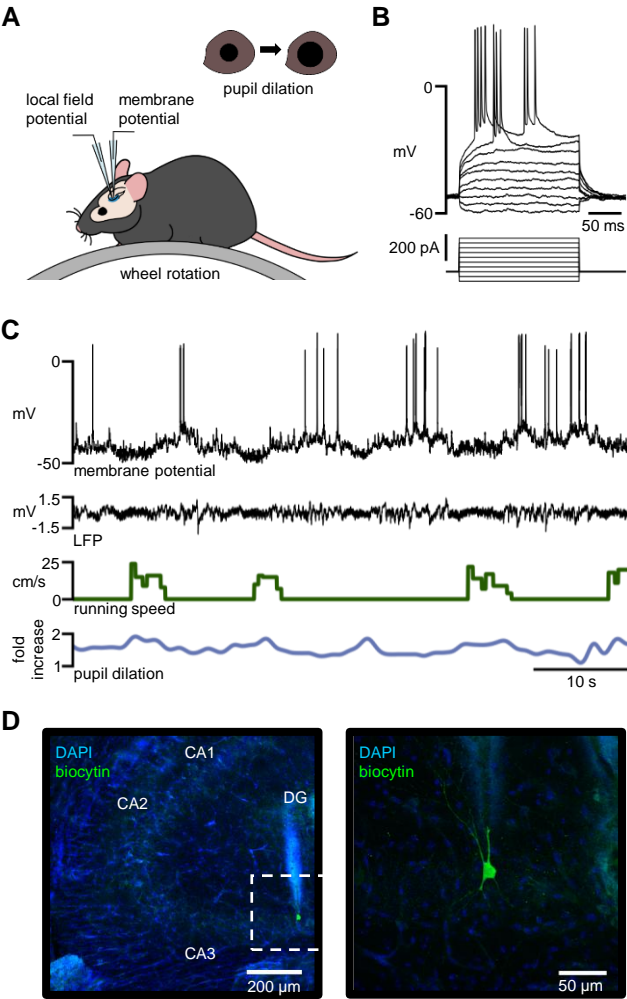 A
pupil dilation
local field
potential
membrane
potential
wheel rotation
B
0
mV
-60
50 ms
200 pA
C
0
mV
-50
membrane potential
1.5
mV
-1.5
LFP
25
cm/s
0
running speed
2
fold
increase
1
pupil dilation
10 s
D
DAPI
biocytin
CA1
CA2
DG
CA3
200 µm
DAPI
biocytin
50 µm